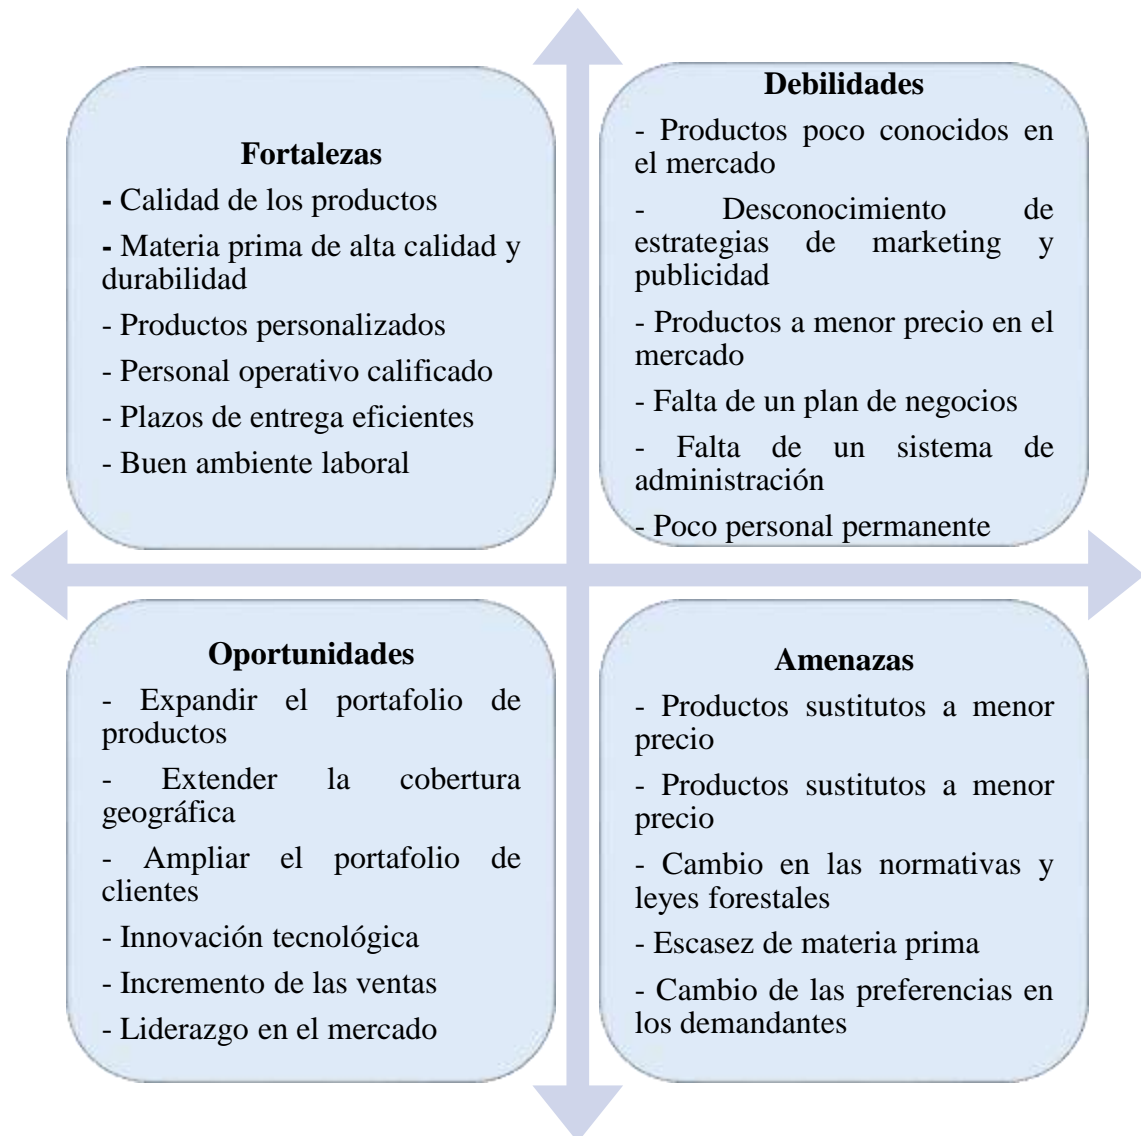 Fortalezas
- Calidad de los productos
- Materia prima de alta calidad y
durabilidad
- Productos personalizados
- Personal operativo calificado
- Plazos de entrega eficientes
- Buen ambiente laboral
Debilidades
- Productos poco conocidos en
el mercado
- Desconocimiento de
estrategias de marketing y
publicidad
- Productos a menor precio en el
mercado
- Falta de un plan de negocios
- Falta de un sistema de
administración
- Poco personal permanente
Oportunidades
- Expandir el portafolio de
productos
- Extender la cobertura
geográfica
- Ampliar el portafolio de
clientes
- Innovación tecnológica
- Incremento de las ventas
- Liderazgo en el mercado
Amenazas
- Productos sustitutos a menor
precio
- Productos sustitutos a menor
precio
- Cambio en las normativas y
leyes forestales
- Escasez de materia prima
- Cambio de las preferencias en
los demandantes